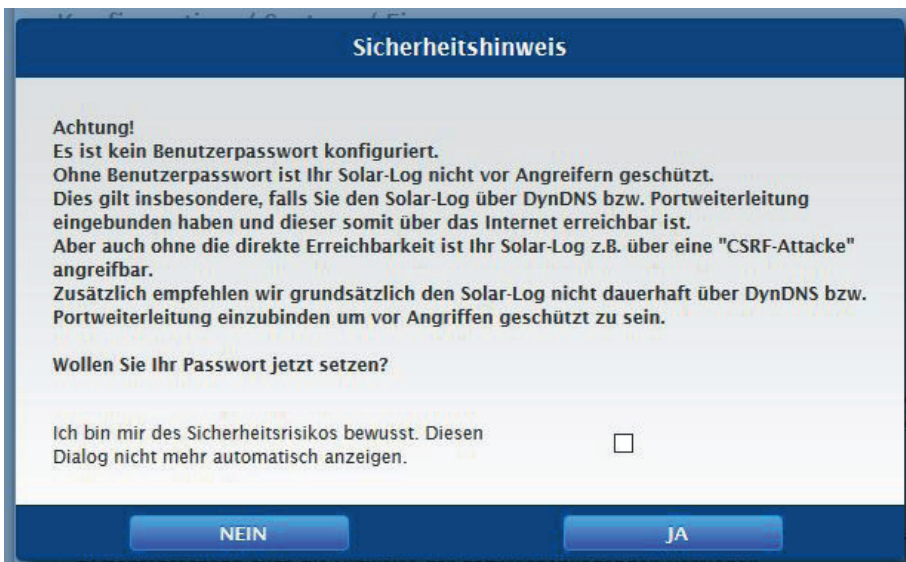 Sicherheitshinweis
Achtung!
Es ist kein Benutzerpasswort konfiguriert.
Ohne Benutzerpasswort ist Ihr Solar-Log nicht vor Angreifern geschützt.
Dies gilt insbesondere, falls Sie den Solar-Log über DynDNS bzw. Portweiterleitung
eingebunden haben und dieser somit über das Internet erreichbar ist.
Aber auch ohne die direkte Erreichbarkeit ist Ihr Solar-Log z.B. über eine "CSRF-Attacke"
angreifbar.
Zusätzlich empfehlen wir grundsätzlich den Solar-Log nicht dauerhaft über DynDNS bzw.
Portweiterleitung einzubinden um vor Angriffen geschützt zu sein.
Wollen Sie Ihr Passwort jetzt setzen?
Ich bin mir des Sicherheitsrisikos bewusst. Diesen
Dialog nicht mehr automatisch anzeigen.
NEIN
JA